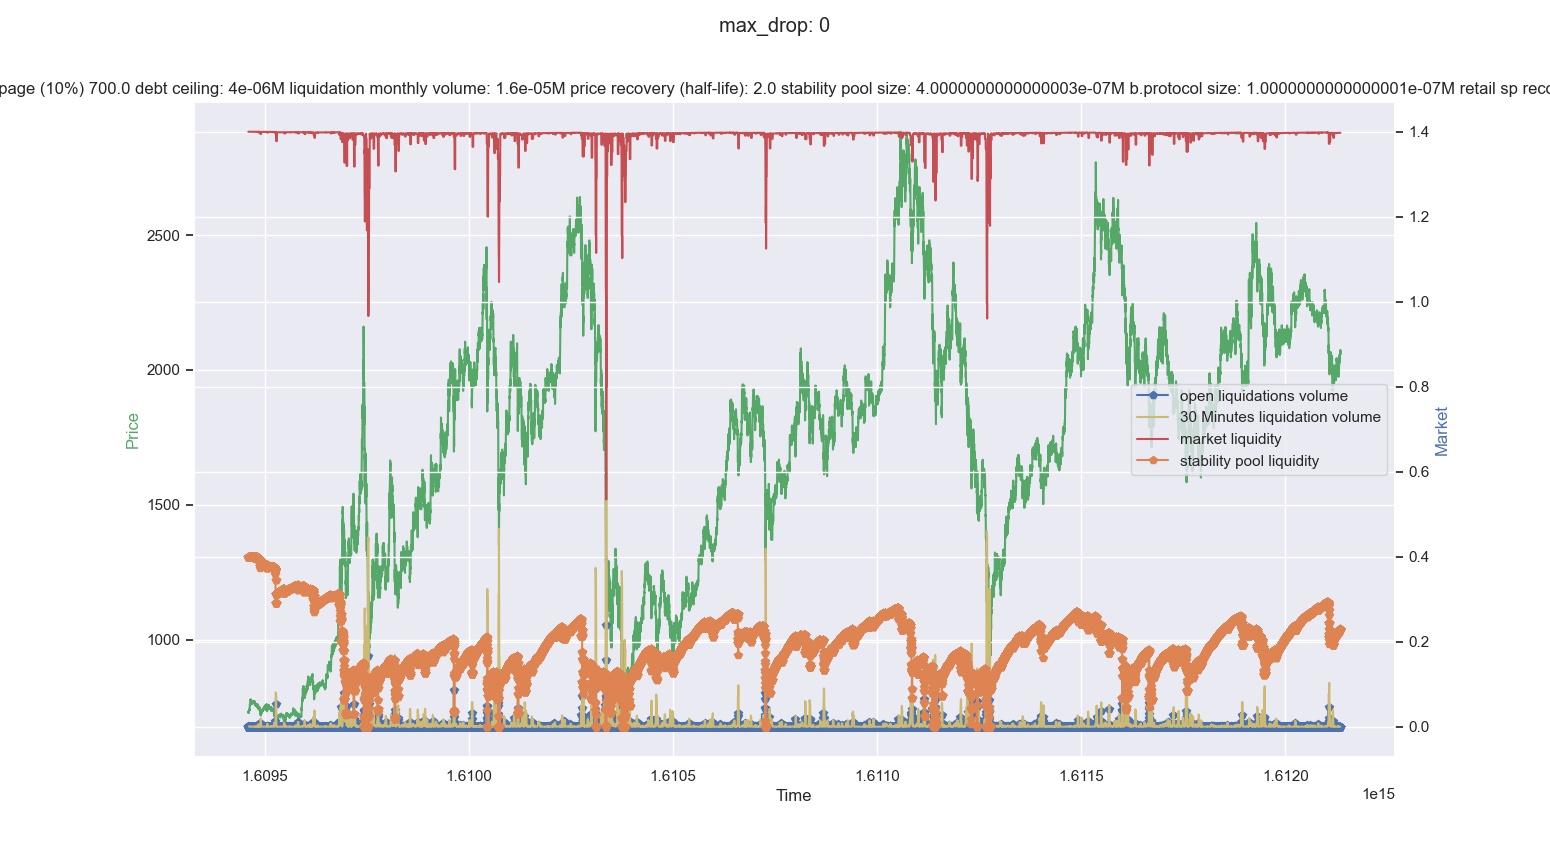 max_drop: 0
page (10%) 700.0 debt ceiling: 4e-06M liquidation monthly volume: 1.6e-05M price recovery (half-life): 2.0 stability pool size: 4.0000000000000003e-07M b.protocol size: 1.0000000000000001e-07M retail sp reco
1.4
2500
1.2
1.0
2000
0.8
open liquidations volume
30 Minutes liquidation volume
market liquidity
stability pool liquidity
Price
Market
0.6
1500
0.4
1000
0.2
0.0
1.6095 1.6100 1.6105 1.6110 1.6115 1.6120
Time
1e15